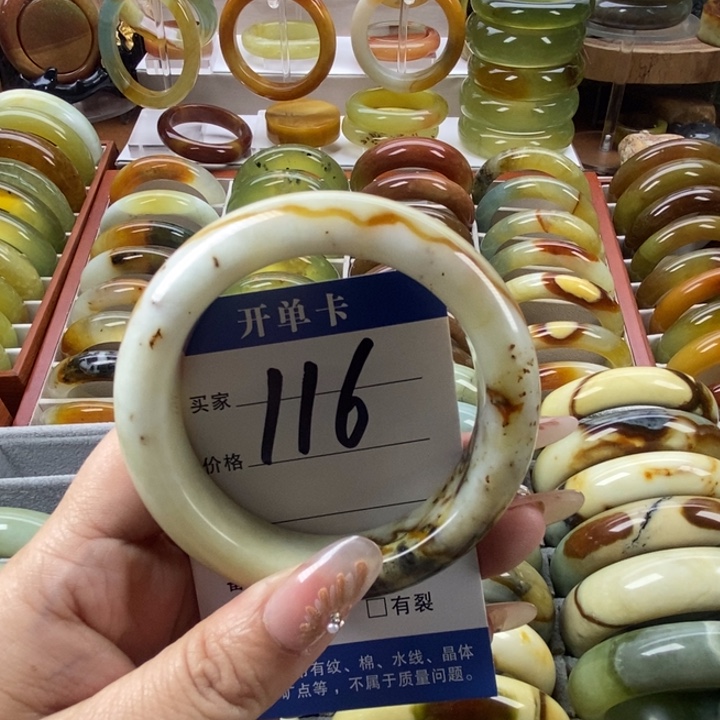 开单卡
买家
116
价格
有裂
有纹、棉、水线、晶体
矿点等，不属于质量问题。